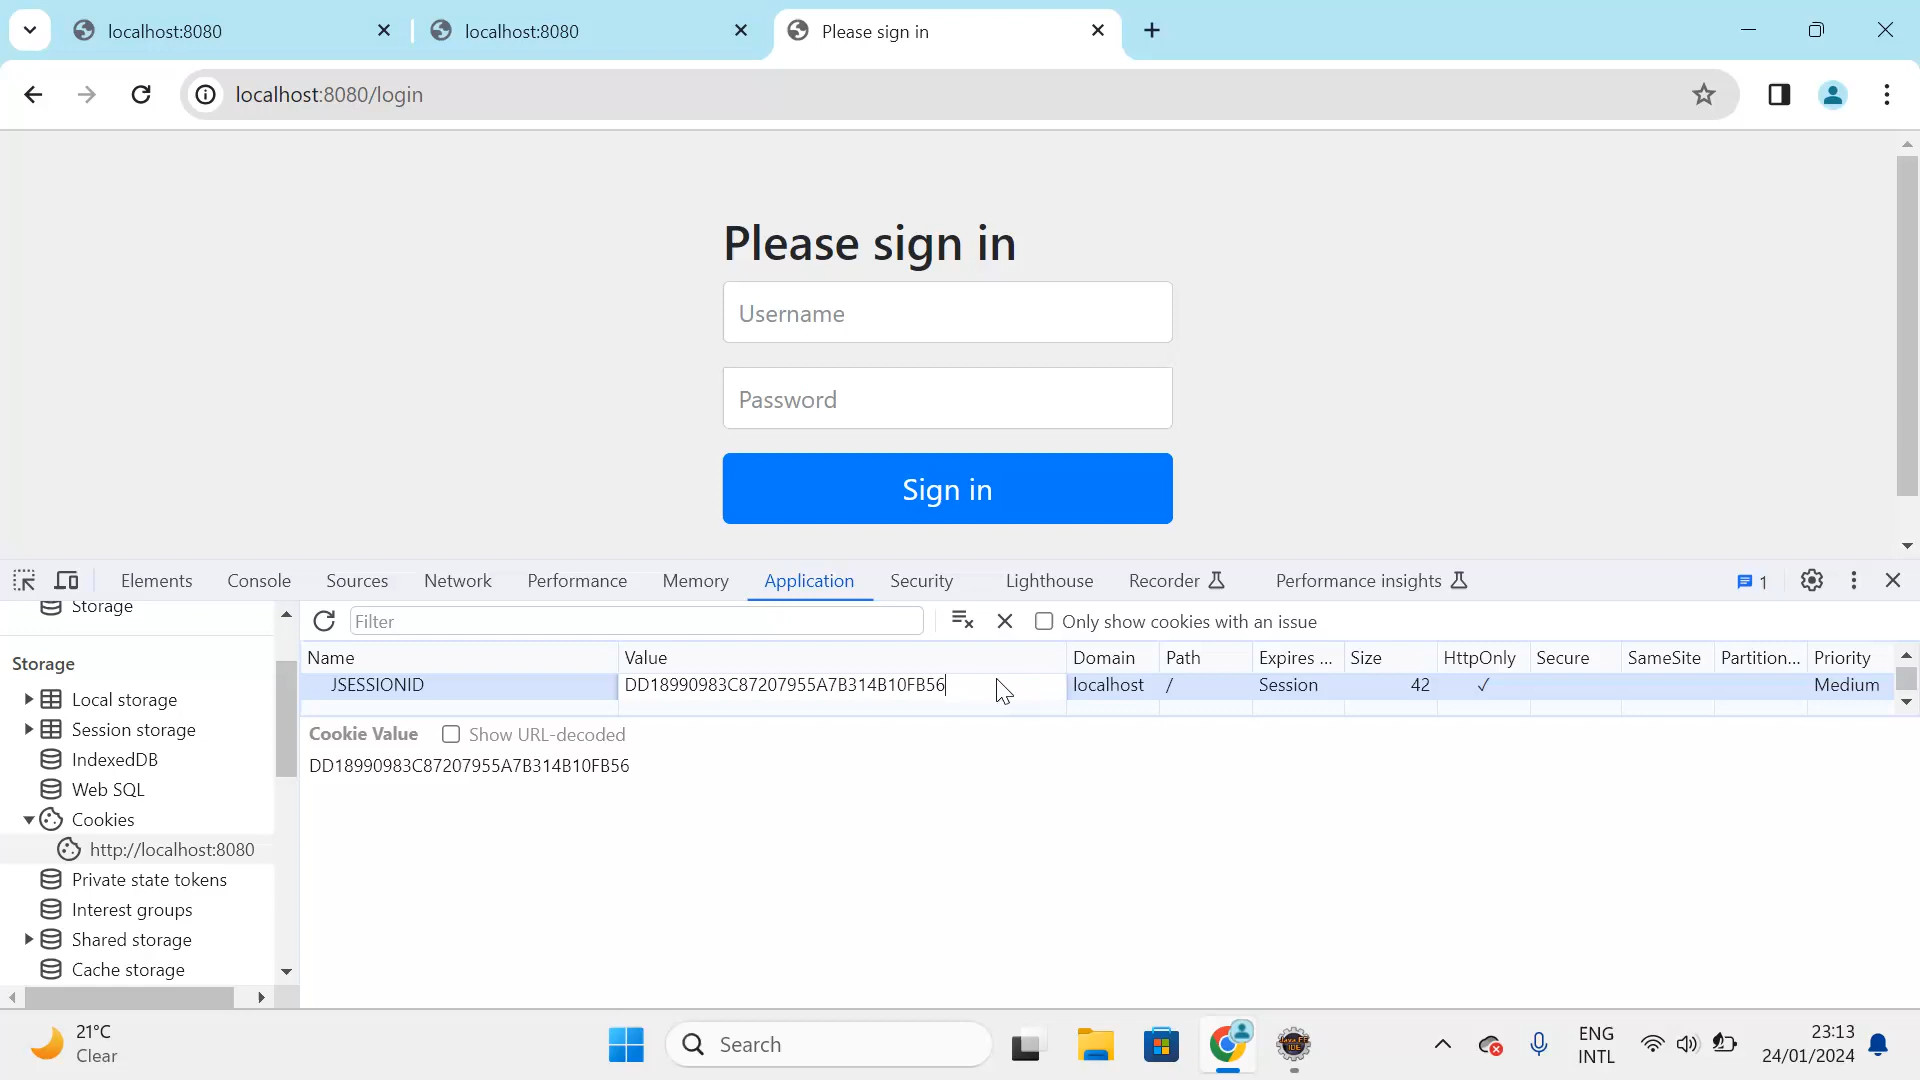 localhost:8080
localhost:8080
Please sign in
localhost:8080/login
Please sign in
Username
Password
Sign in
Elements Console Sources Network Performance Memory Application Security Lighthouse Recorder Performance insights 1
Storage
Filter
Only show cookies with an issue
Name Value Domain Path Expires ... Size HttpOnly Secure SameSite Partition... Priority
JSESSIONID DD18990983C87207955A7B314B10FB56 localhost / Session 42 ✓ Medium
Cookie Value Show URL-decoded
DD18990983C87207955A7B314B10FB56
Storage
Local storage
Session storage
IndexedDB
Web SQL
Cookies
http://localhost:8080
Private state tokens
Interest groups
Shared storage
Cache storage
21°C
Clear
Search
Java EE
IDE
ENG
INTL
23:13
24/01/2024